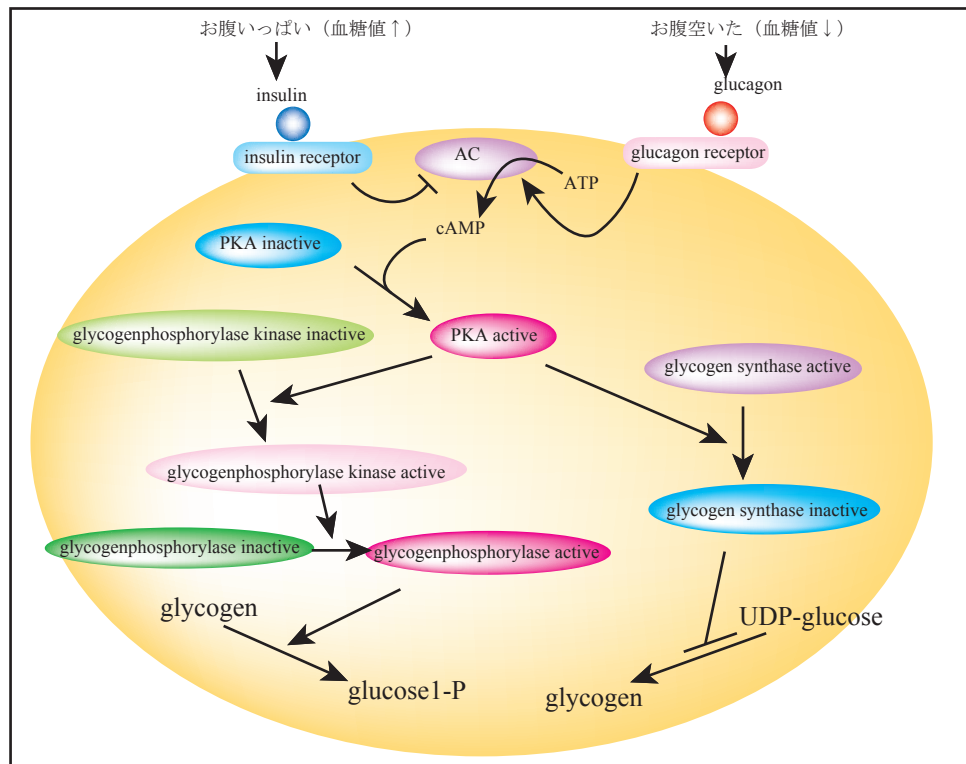 お腹いっぱい（血糖値↑）
お腹空いた（血糖値↓）
insulin
glucagon
insulin receptor
AC
glucagon receptor
ATP
cAMP
PKA inactive
glycogenphosphorylase kinase inactive
PKA active
glycogen synthase active
glycogenphosphorylase kinase active
glycogen synthase inactive
glycogenphosphorylase inactive
glycogenphosphorylase active
glycogen
UDP-glucose
glucose1-P
glycogen